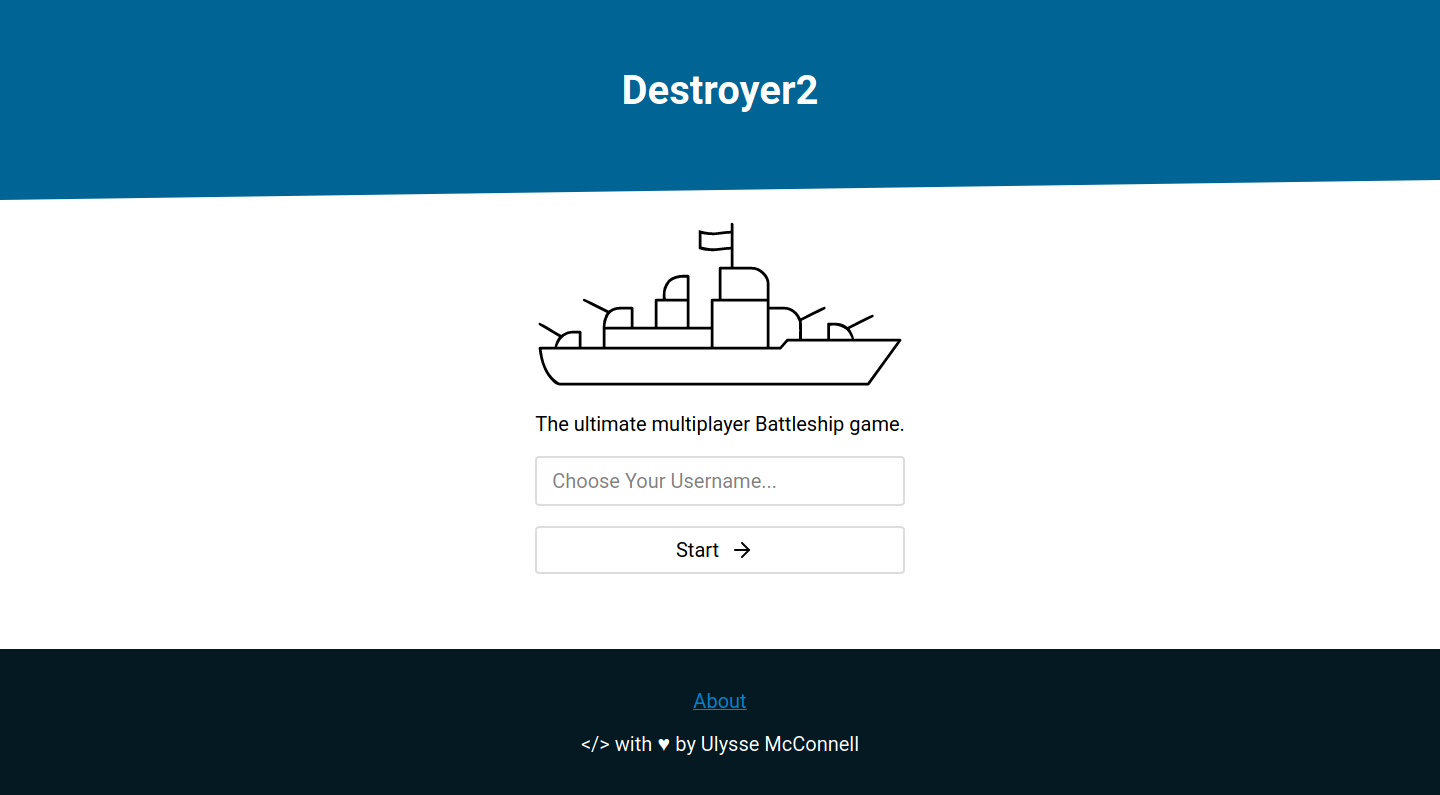 Destroyer2
The ultimate multiplayer Battleship game.
Choose Your Username...
Start
About
</> with ♥ by Ulysse McConnell